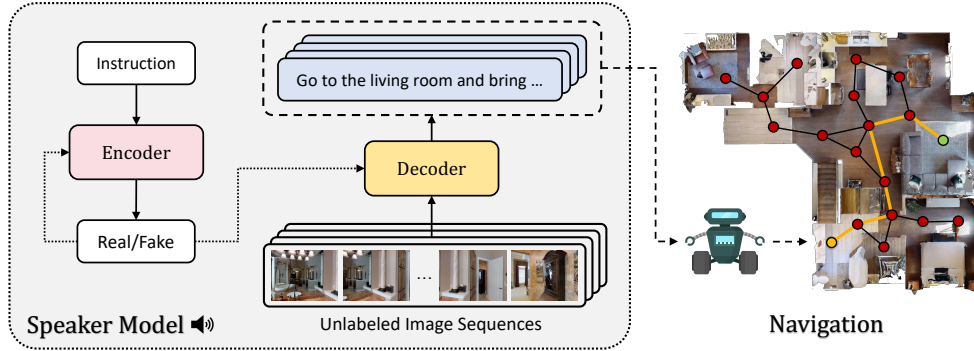 Instruction
Encoder
Real/Fake
Go to the living room and bring ...
Decoder
...
Unlabeled Image Sequences
Speaker Model
Navigation